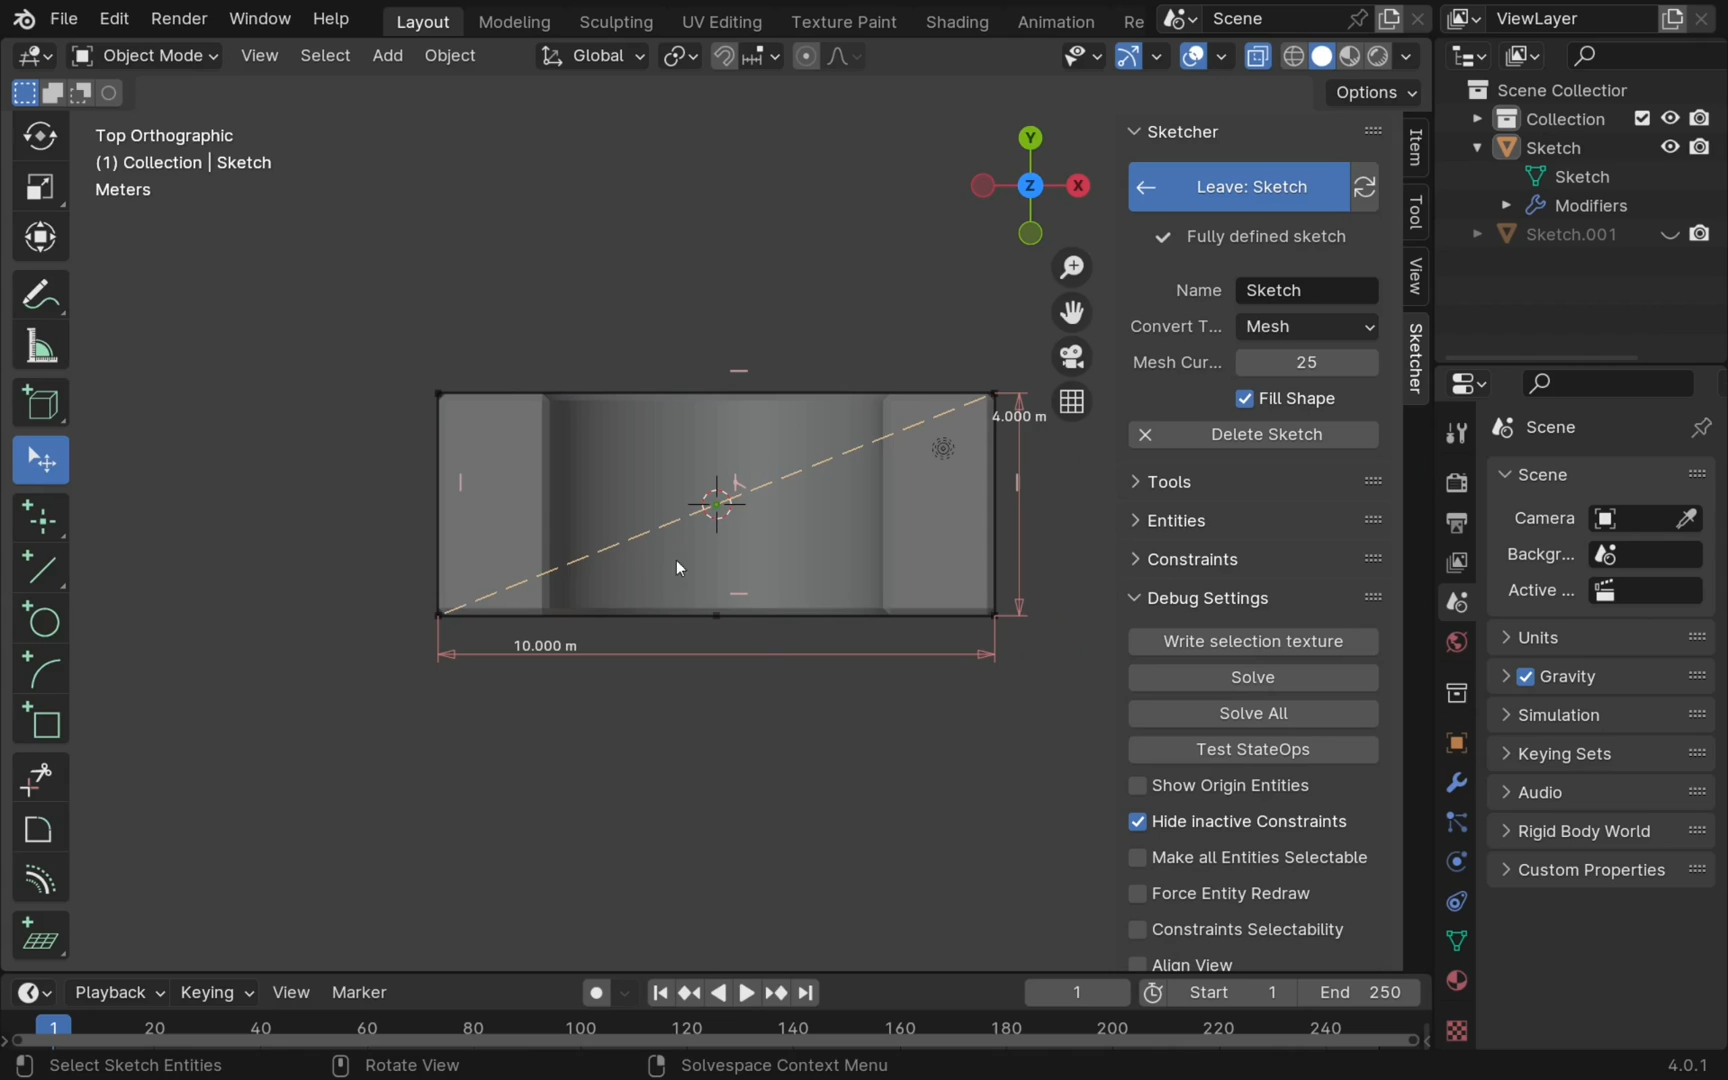 File Edit Render Window Help Layout Modeling Sculpting UV Editing Texture Paint Shading Animation Re Scene ViewLayer
Object Mode View Select Add Object Global
Options
Top Orthographic
(1) Collection | Sketch
Meters
Y
Z
X
4.000 m
10.000 m
Sketcher
Leave: Sketch
Fully defined sketch
Name Sketch
Convert T... Mesh
Mesh Cur... 25
Fill Shape
Delete Sketch
Tools
Entities
Constraints
Debug Settings
Write selection texture
Solve
Solve All
Test StateOps
Show Origin Entities
Hide inactive Constraints
Make all Entities Selectable
Force Entity Redraw
Constraints Selectability
Align View
Item
Tool
View
Sketcher
Scene Collectior
Collection
Sketch
Sketch
Modifiers
Sketch.001
Scene
Scene
Camera
Backgr...
Active ...
Units
Gravity
Simulation
Keying Sets
Audio
Rigid Body World
Custom Properties
Playback Keying View Marker 1 Start 1 End 250
1 20 40 60 80 100 120 140 160 180 200 220 240
Select Sketch Entities Rotate View Solvespace Context Menu 4.0.1